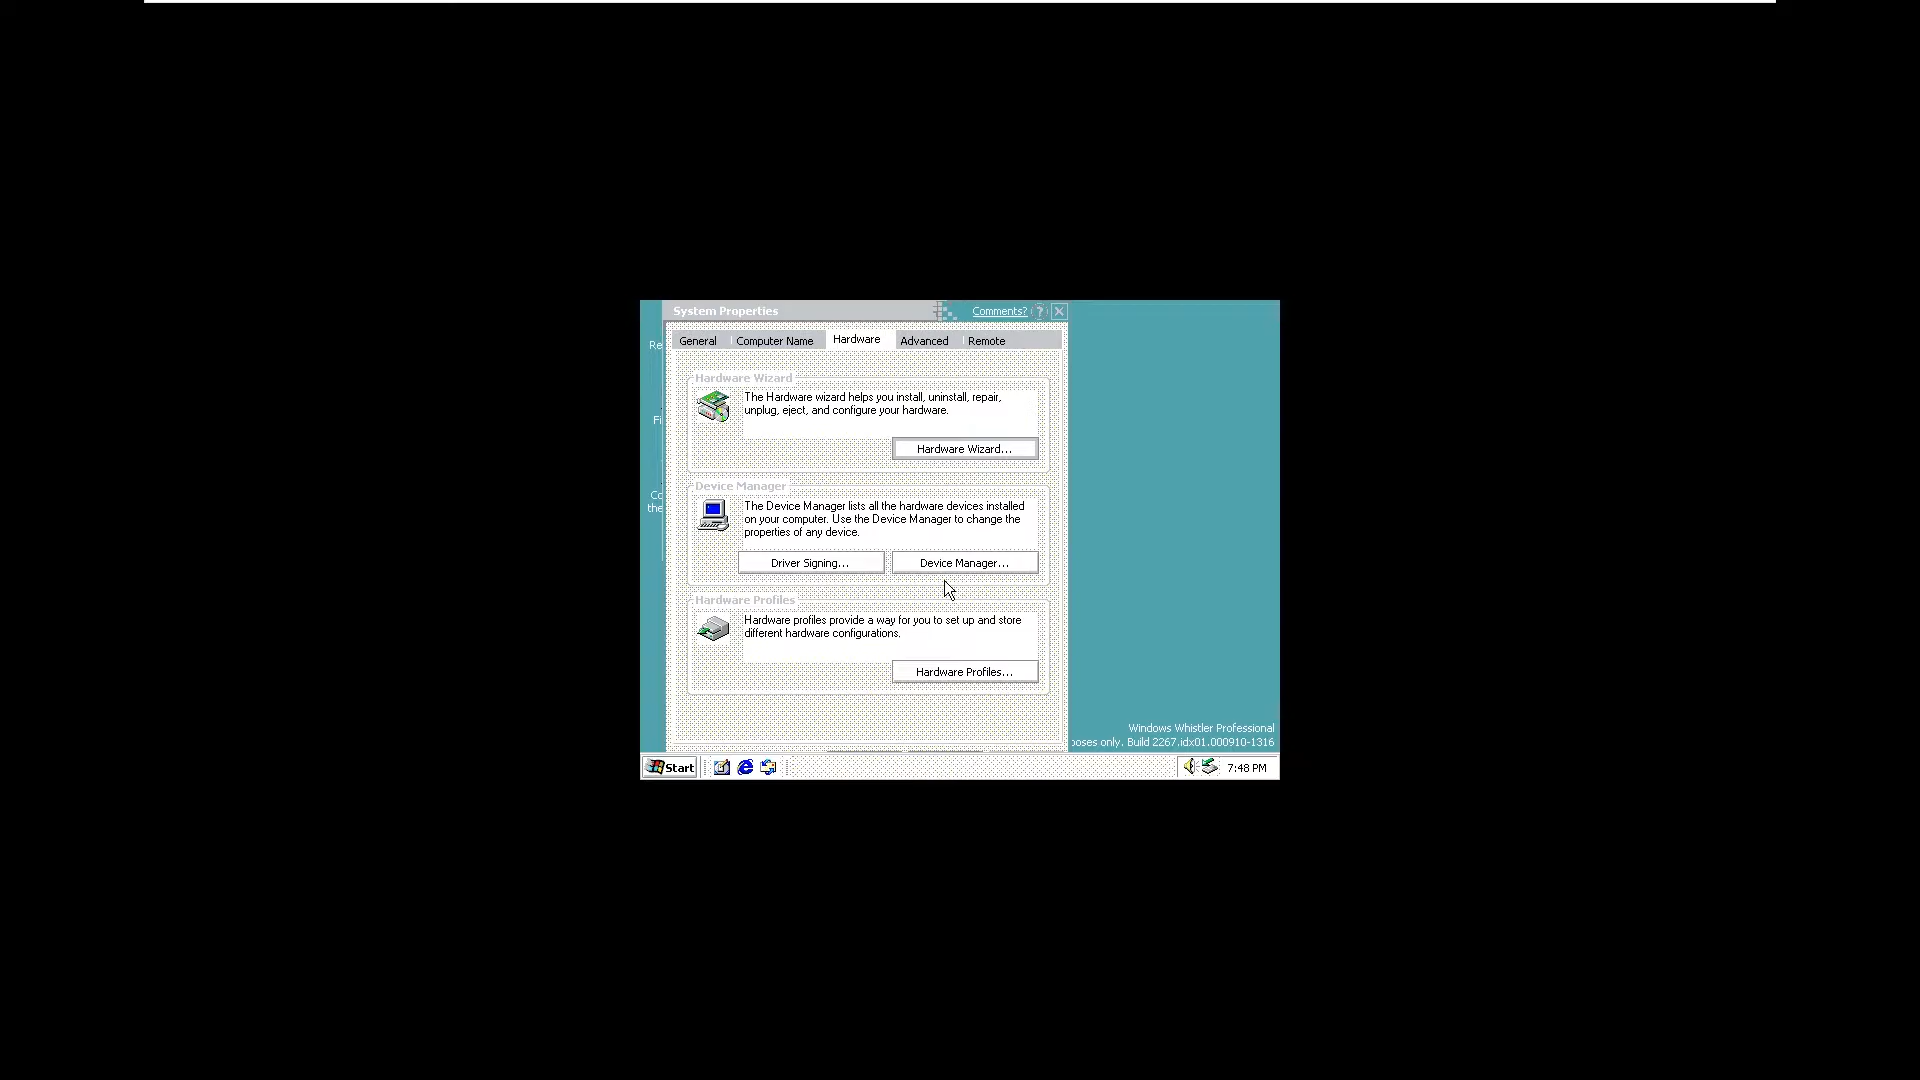 System Properties
Comments?
General
Computer Name
Hardware
Advanced
Remote
Hardware Wizard
The Hardware wizard helps you install, uninstall, repair,
unplug, eject, and configure your hardware.
Hardware Wizard...
Device Manager
The Device Manager lists all the hardware devices installed
on your computer. Use the Device Manager to change the
properties of any device.
Driver Signing...
Device Manager...
Hardware Profiles
Hardware profiles provide a way for you to set up and store
different hardware configurations.
Hardware Profiles...
Re
Fi
Co
the
Windows Whistler Professional
poses only. Build 2267.idx01.000910-1316
Start
7:48 PM